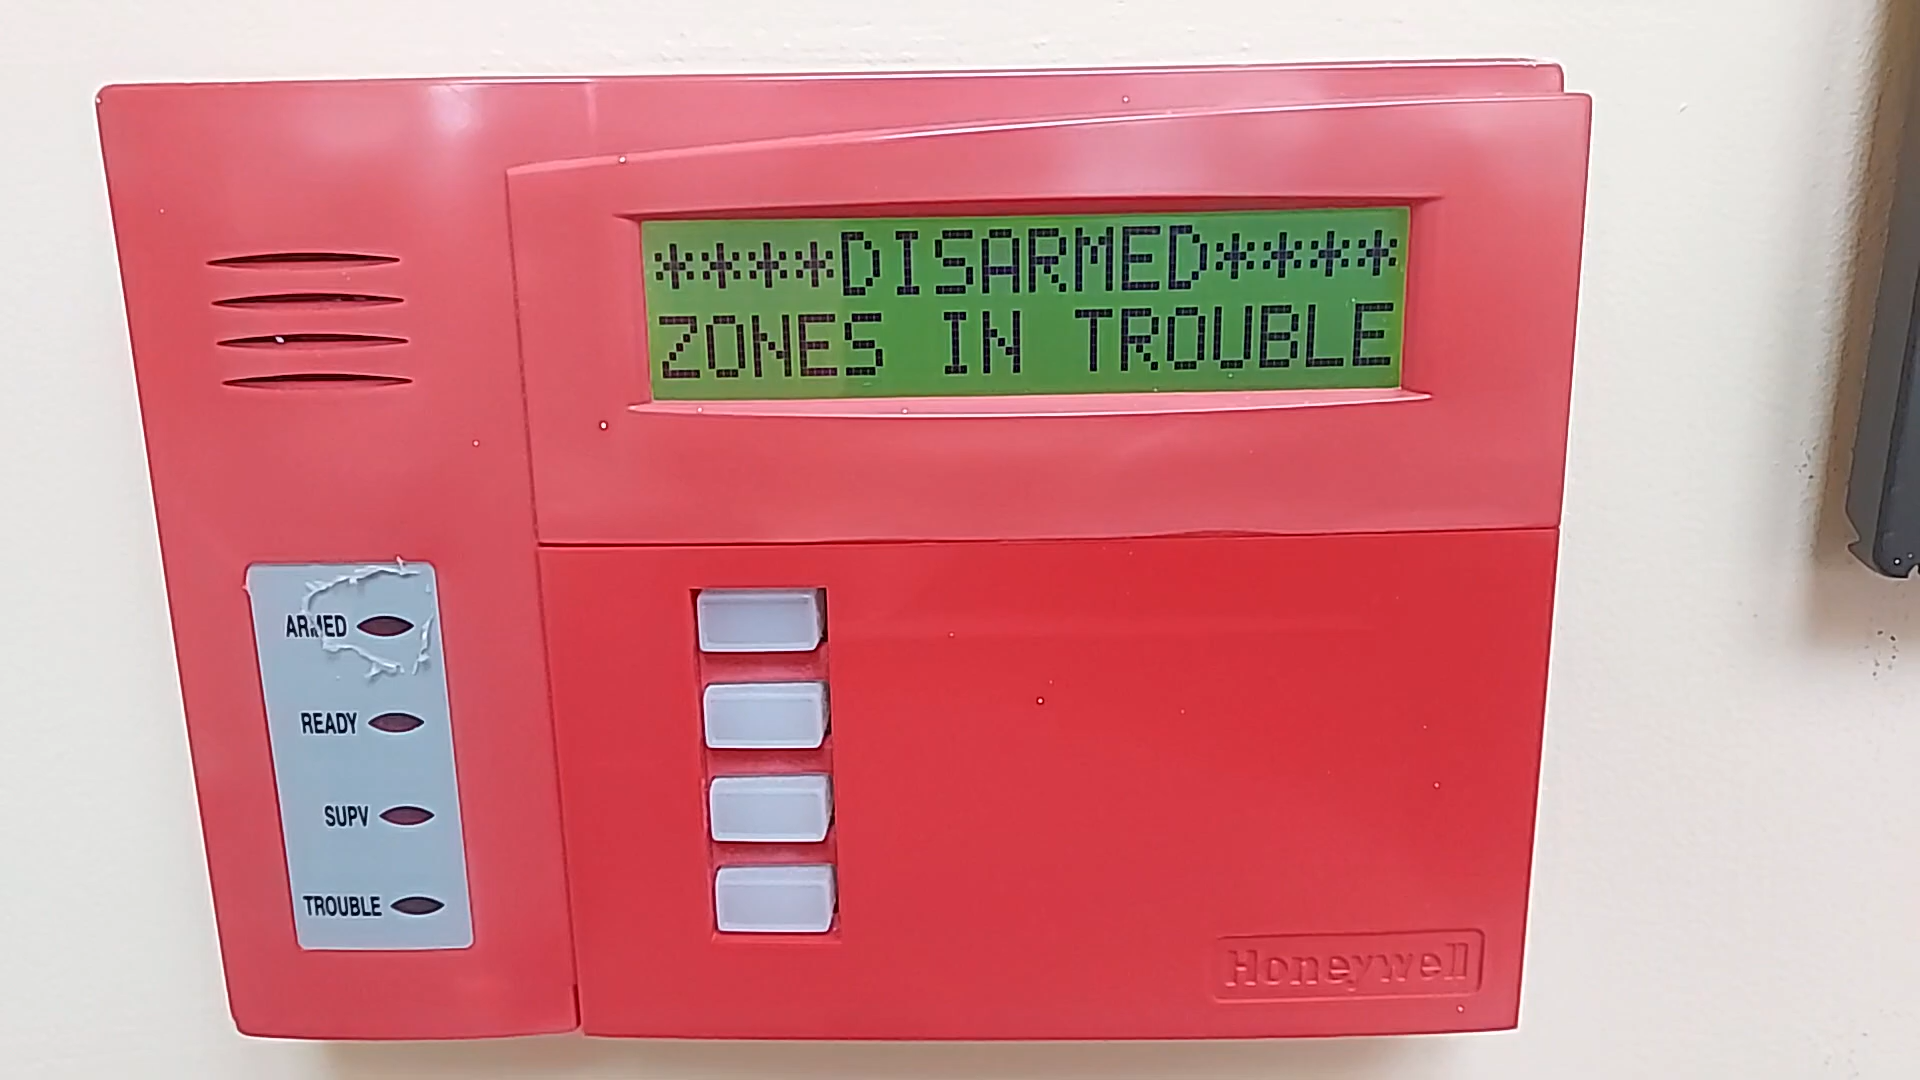 ****DISARMED****
ZONES IN TROUBLE
ARMED
READY
SUPV
TROUBLE
Honeywell